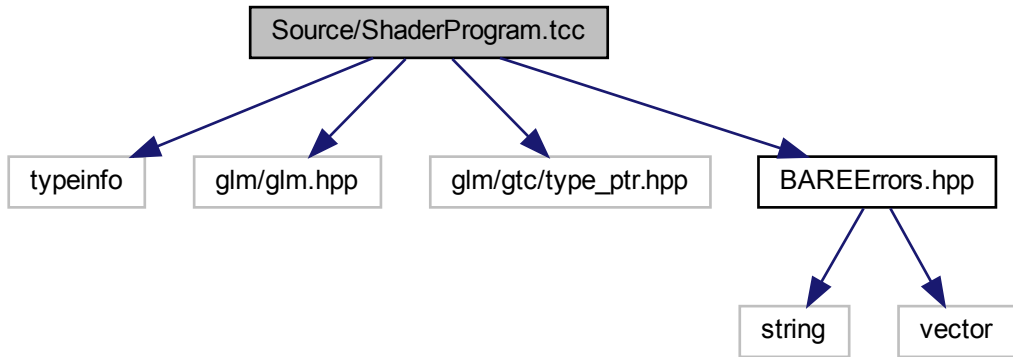 Source/ShaderProgram.tcc
typeinfo
glm/glm.hpp
glm/gtc/type_ptr.hpp
BAREErrors.hpp
string
vector